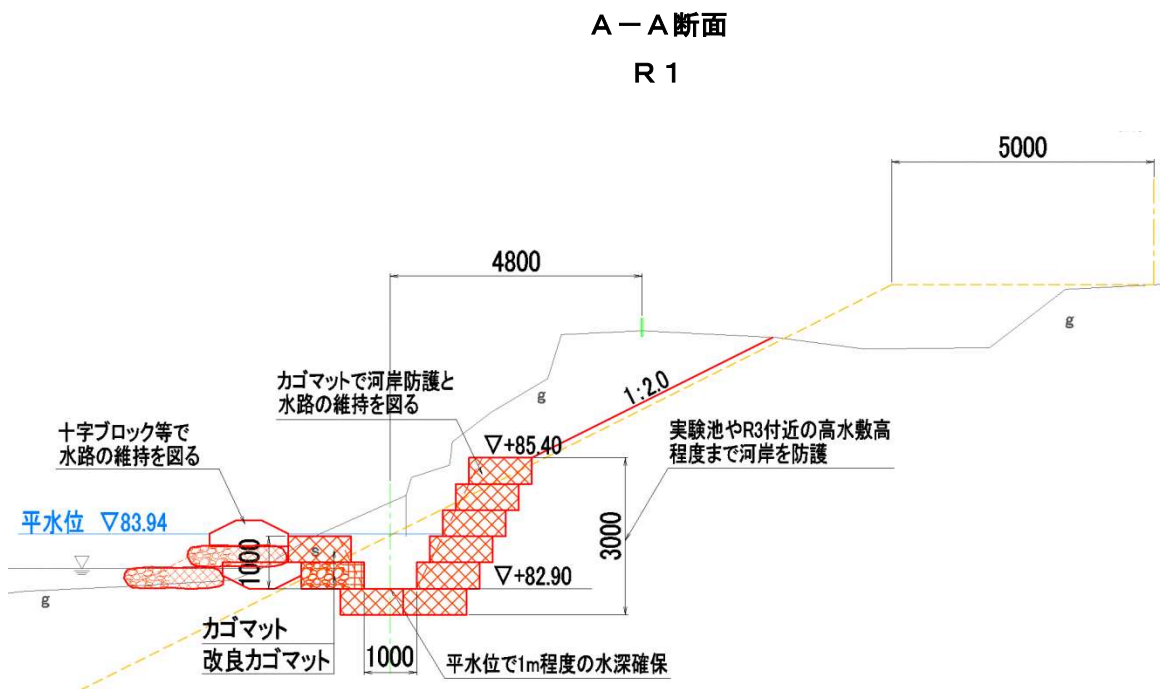 A-A断面
R1
5000
4800
g
カゴマットで河岸防護と
水路の維持を図る
g
1:2.0
十字ブロック等で
水路の維持を図る
▽+85.40
実験池やR3付近の高水敷高
程度まで河岸を防護
平水位 ▽83.94
s
1000
3000
▽+82.90
g
カゴマット
改良カゴマット
1000
平水位で1m程度の水深確保